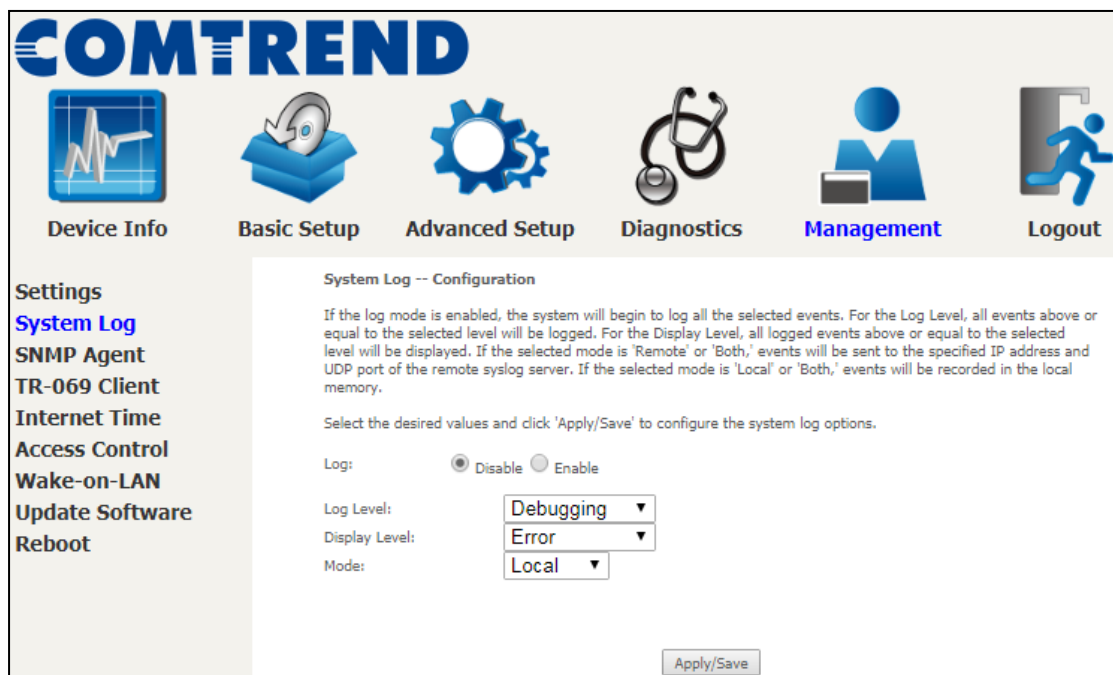 COMTREND
Device Info
Basic Setup
Advanced Setup
Diagnostics
Management
Logout
Settings
System Log
SNMP Agent
TR-069 Client
Internet Time
Access Control
Wake-on-LAN
Update Software
Reboot
System Log -- Configuration
If the log mode is enabled, the system will begin to log all the selected events. For the Log Level, all events above or
equal to the selected level will be logged. For the Display Level, all logged events above or equal to the selected
level will be displayed. If the selected mode is 'Remote' or 'Both,' events will be sent to the specified IP address and
UDP port of the remote syslog server. If the selected mode is 'Local' or 'Both,' events will be recorded in the local
memory.
Select the desired values and click 'Apply/Save' to configure the system log options.
Log: Disable Enable
Log Level: Debugging
Display Level: Error
Mode: Local
Apply/Save